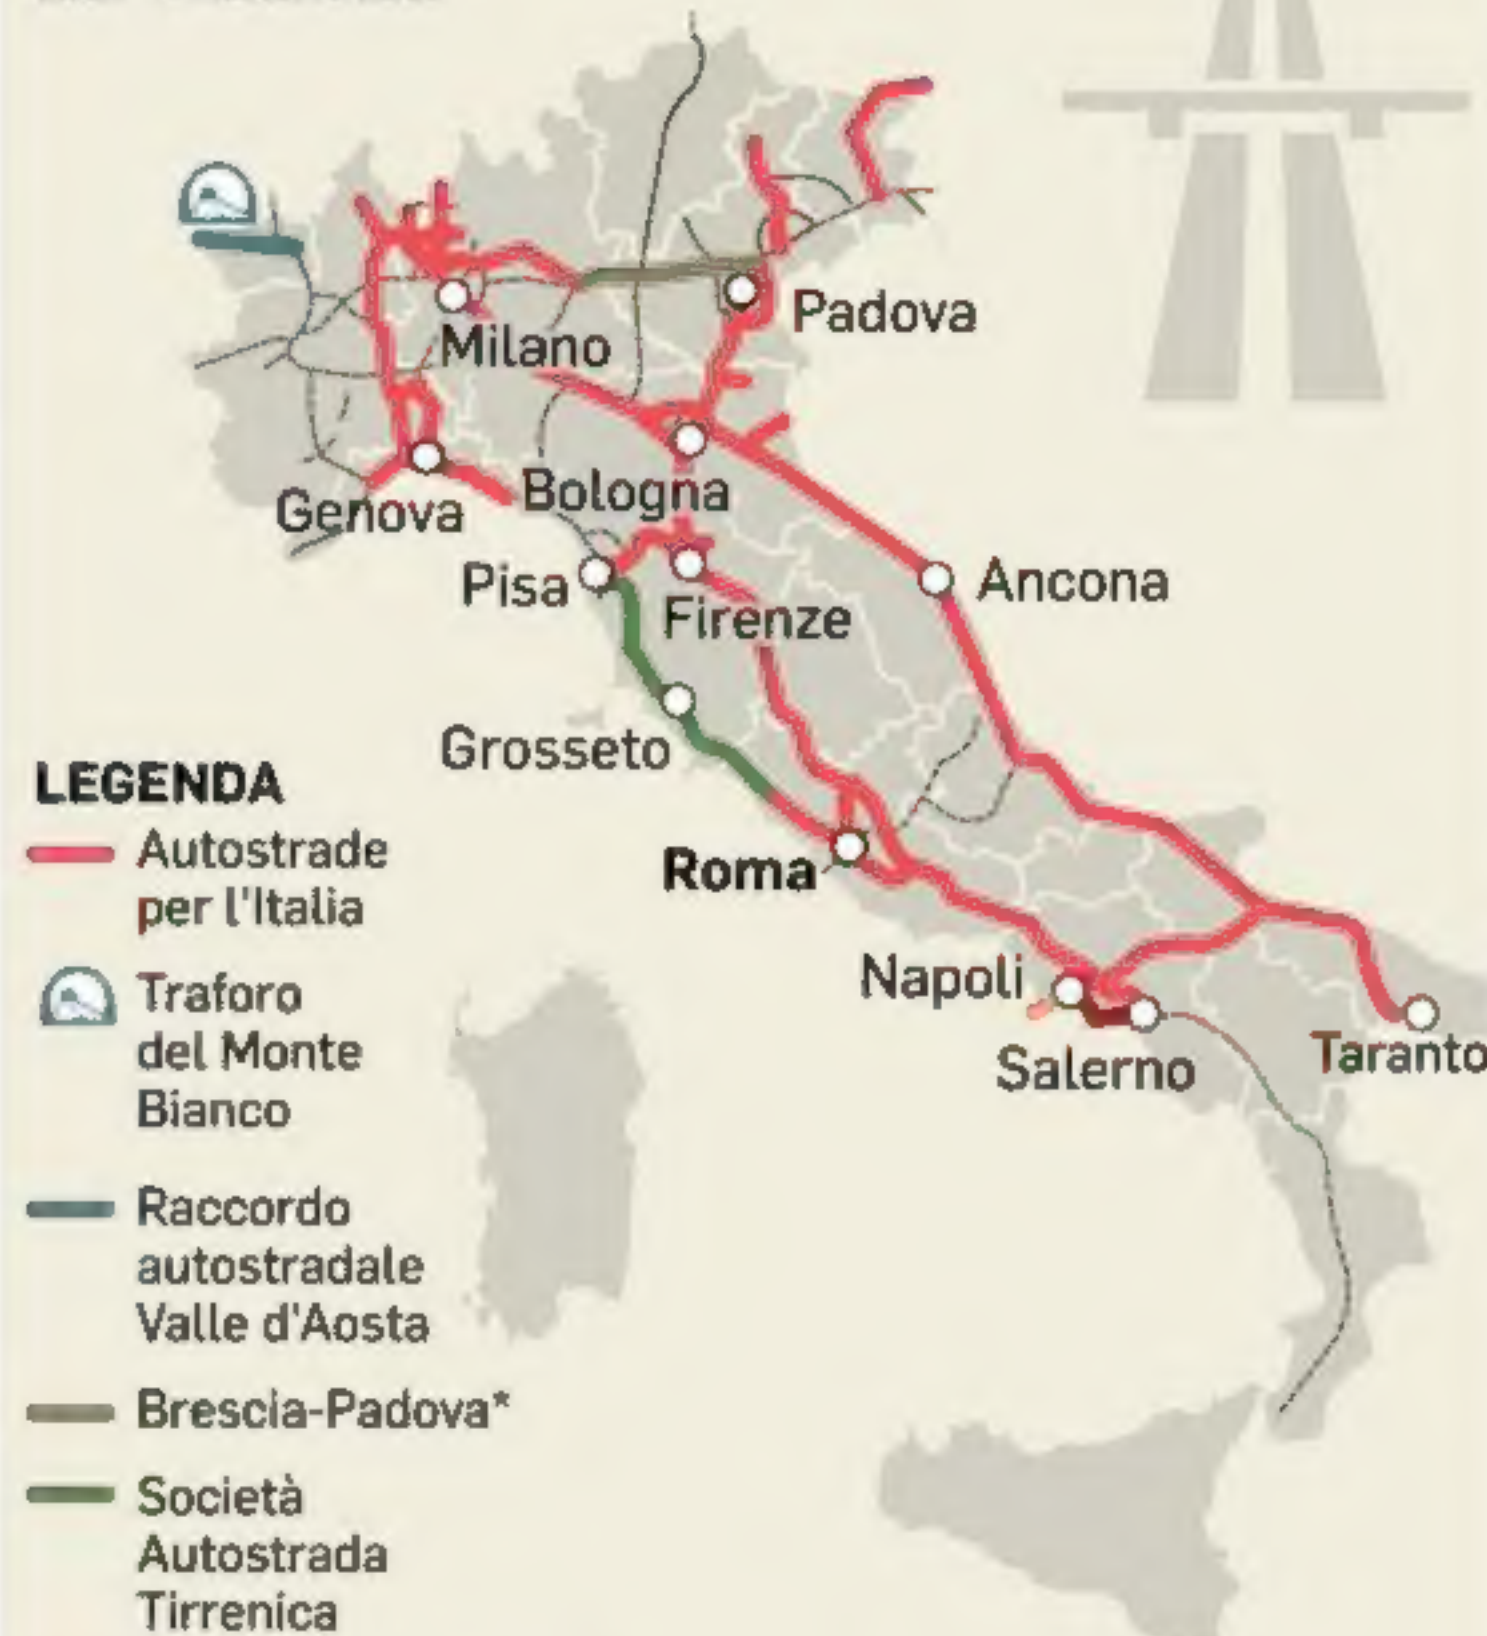 Padova
Milano
Genova
Bologna
Pisa
Firenze
Ancona
Grosseto
Roma
Napoli
Salerno
Taranto
LEGENDA
Autostrade
per l'Italia
Traforo
del Monte
Bianco
Raccordo
autostradale
Valle d'Aosta
Brescia-Padova*
Società
Autostrada
Tirrenica